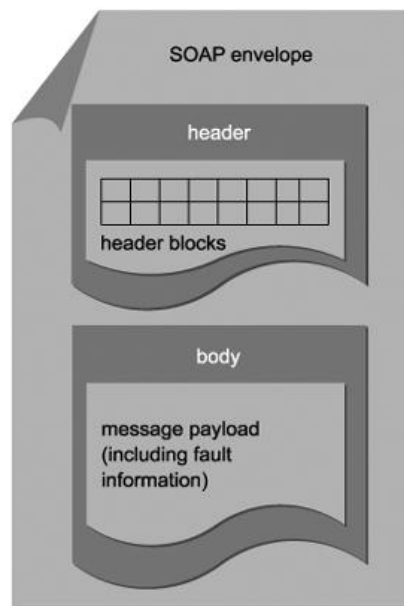 SOAP envelope
header
header blocks
body
message payload
(including fault
information)